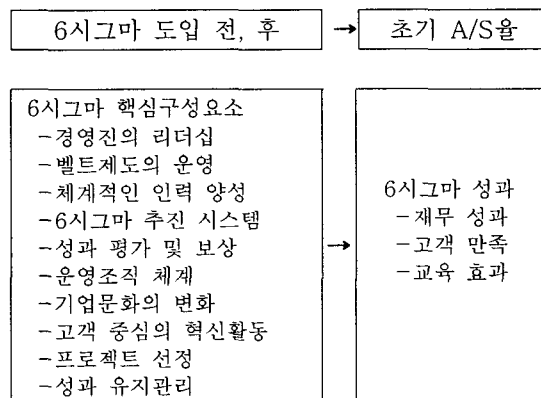 6시그마 도입 전, 후 → 초기 A/S율
6시그마 핵심구성요소
-경영진의 리더십
-벨트제도의 운영
-체계적인 인력 양성
-6시그마 추진 시스템
-성과 평가 및 보상
-운영조직 체계
-기업문화의 변화
-고객 중심의 혁신활동
-프로젝트 선정
-성과 유지관리
→
6시그마 성과
-재무 성과
-고객 만족
-교육 효과